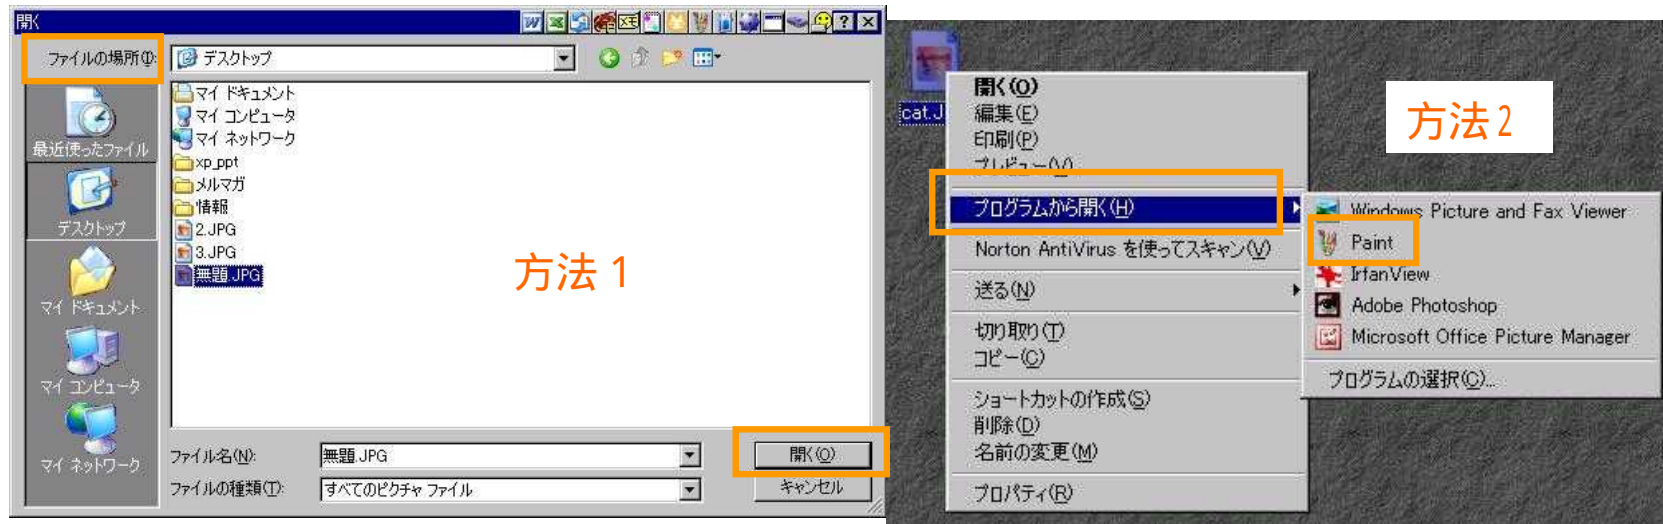 開く
ファイルの場所(I):
デスクトップ
最近使ったファイル
デスクトップ
マイ ドキュメント
マイ コンピュータ
マイ ネットワーク
マイ ドキュメント
マイ コンピュータ
マイ ネットワーク
xp_ppt
メルマガ
情報
2.JPG
3.JPG
無題.JPG
方法 1
ファイル名(N):
無題.JPG
開く(O)
ファイルの種類(T):
すべてのピクチャ ファイル
キャンセル
cat.J
方法 2
開く(O)
編集(E)
印刷(P)
プレビュー(V)
プログラムから開く(H)
Norton AntiVirus を使ってスキャン(V)
送る(N)
切り取り(T)
コピー(C)
ショートカットの作成(S)
削除(D)
名前の変更(M)
プロパティ(R)
Windows Picture and Fax Viewer
Paint
IrfanView
Adobe Photoshop
Microsoft Office Picture Manager
プログラムの選択(C)...